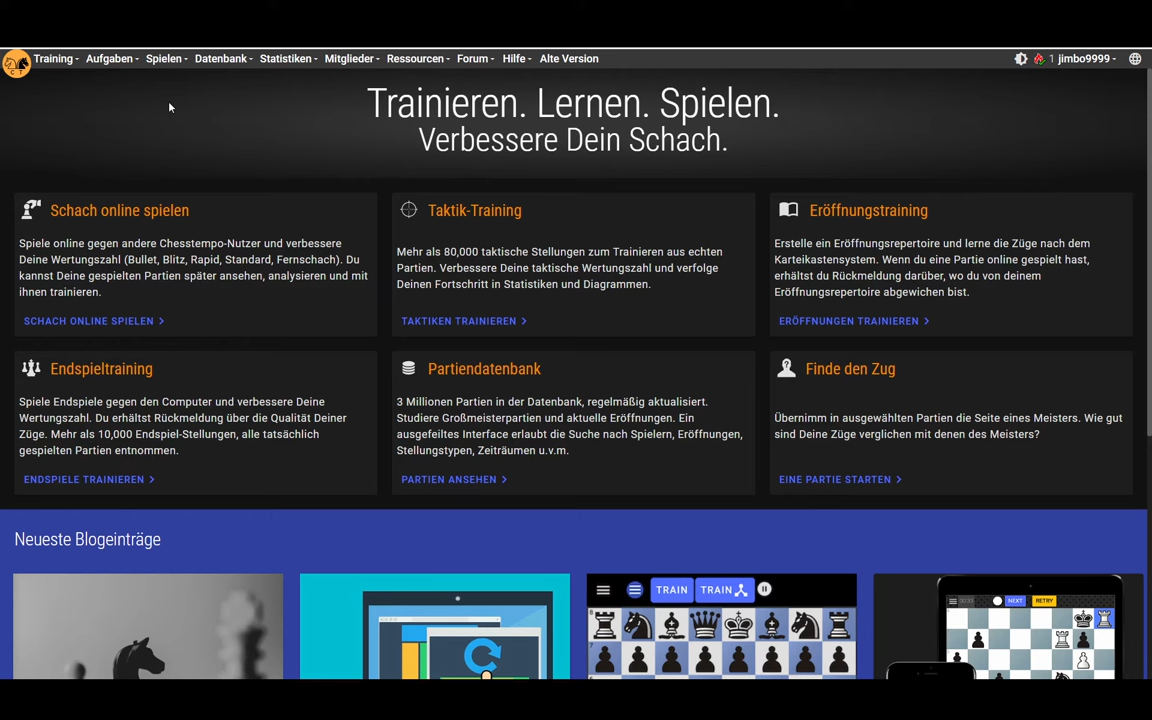 Training Aufgaben Spielen Datenbank Statistiken Mitglieder Ressourcen Forum Hilfe Alte Version 1 jimbo9999
C T
Trainieren. Lernen. Spielen.
Verbessere Dein Schach.
Schach online spielen
Spiele online gegen andere Chesstempo-Nutzer und verbessere
Deine Wertungszahl (Bullet, Blitz, Rapid, Standard, Fernschach). Du
kannst Deine gespielten Partien später ansehen, analysieren und mit
ihnen trainieren.
SCHACH ONLINE SPIELEN
Taktik-Training
Mehr als 80,000 taktische Stellungen zum Trainieren aus echten
Partien. Verbessere Deine taktische Wertungszahl und verfolge
Deinen Fortschritt in Statistiken und Diagrammen.
TAKTIKEN TRAINIEREN
Eröffnungstraining
Erstelle ein Eröffnungsrepertoire und lerne die Züge nach dem
Karteikastensystem. Wenn du eine Partie online gespielt hast,
erhältst du Rückmeldung darüber, wo du von deinem
Eröffnungsrepertoire abgewichen bist.
ERÖFFNUNGEN TRAINIEREN
Endspieltraining
Spiele Endspiele gegen den Computer und verbessere Deine
Wertungszahl. Du erhältst Rückmeldung über die Qualität Deiner
Züge. Mehr als 10,000 Endspiel-Stellungen, alle tatsächlich
gespielten Partien entnommen.
ENDSPIELE TRAINIEREN
Partiendatenbank
3 Millionen Partien in der Datenbank, regelmäßig aktualisiert.
Studiere Großmeisterpartien und aktuelle Eröffnungen. Ein
ausgefeiltes Interface erlaubt die Suche nach Spielern, Eröffnungen,
Stellungstypen, Zeiträumen u.v.m.
PARTIEN ANSEHEN
Finde den Zug
Übernimm in ausgewählten Partien die Seite eines Meisters. Wie gut
sind Deine Züge verglichen mit denen des Meisters?
EINE PARTIE STARTEN
Neueste Blogeinträge
TRAIN TRAIN
8
7
NEXT RETRY